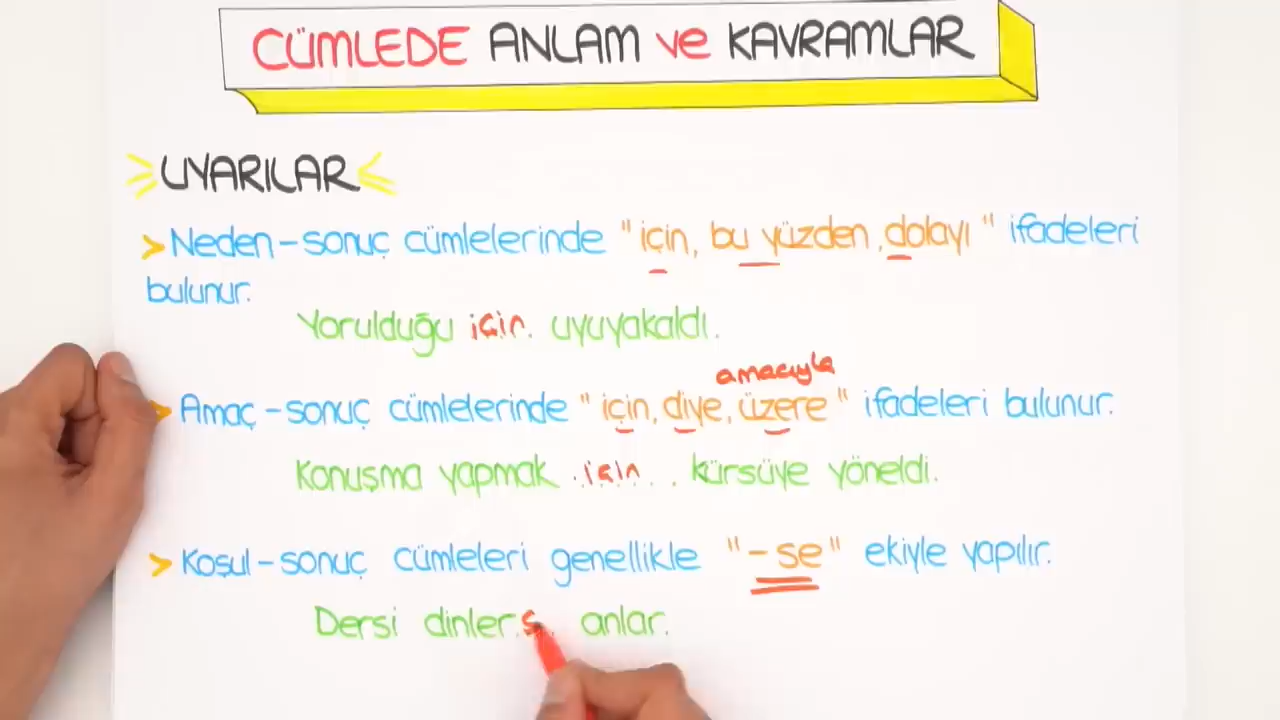 CÜMLEDE ANLAM ve KAVRAMLAR
UYARILAR
Neden-sonuç cümlelerinde "için, bu yüzden, dolayı" ifadeleri
bulunur.
Yorulduğu için. uyuyakaldı.
amacıyla
Amaç-sonuç cümlelerinde "için, diye, üzere" ifadeleri bulunur.
Konuşma yapmak .için... kürsüye yöneldi.
Koşul-sonuç cümleleri genellikle "-se" ekiyle yapılır.
Dersi dinler.s. anlar.